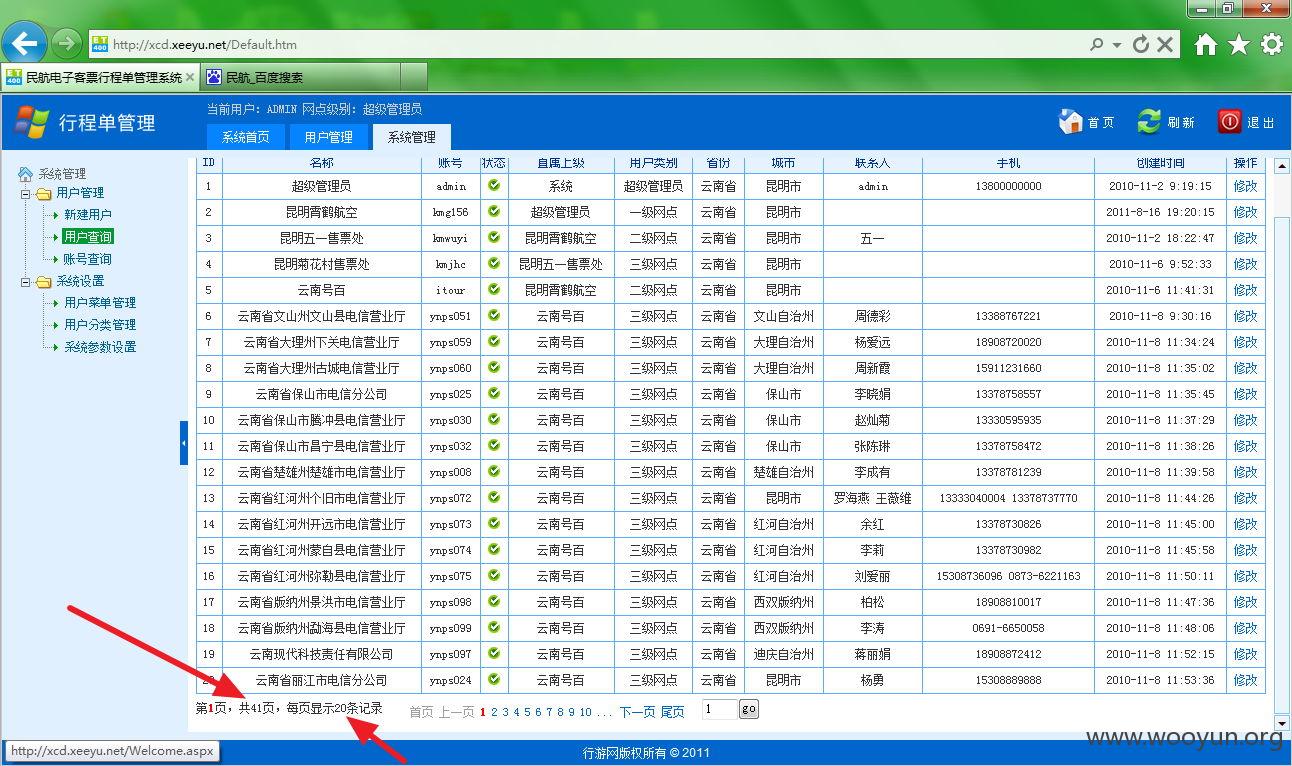 http://xcd.xeeyu.net/Default.htm
民航电子客票行程单管理系统 民航_百度搜索
行程单管理
当前用户: ADMIN 网点级别: 超级管理员
系统首页 用户管理 系统管理
首页 刷新 退出
系统管理
用户管理
新建用户
用户查询
账号查询
系统设置
用户菜单管理
用户分类管理
系统参数设置
ID 名称 账号 状态 直属上级 用户类别 省份 城市 联系人 手机 创建时间 操作
1 超级管理员 admin 系统 超级管理员 云南省 昆明市 admin 13800000000 2010-11-2 9:19:15 修改
2 昆明霄鹤航空 kmg156 超级管理员 一级网点 云南省 昆明市 2011-8-16 19:20:15 修改
3 昆明五一售票处 kmwuyi 昆明霄鹤航空 二级网点 云南省 昆明市 五一 2010-11-2 18:22:47 修改
4 昆明菊花村售票处 kmjhc 昆明五一售票处 三级网点 云南省 昆明市 2010-11-6 9:52:33 修改
5 云南号百 itour 昆明霄鹤航空 二级网点 云南省 昆明市 2010-11-6 11:41:31 修改
6 云南省文山州文山县电信营业厅 ynps051 云南号百 三级网点 云南省 文山自治州 周德彩 13388767221 2010-11-8 9:30:16 修改
7 云南省大理州下关电信营业厅 ynps059 云南号百 三级网点 云南省 大理自治州 杨爱远 18908720020 2010-11-8 11:34:24 修改
8 云南省大理州古城电信营业厅 ynps060 云南号百 三级网点 云南省 大理自治州 周新霞 15911231660 2010-11-8 11:35:02 修改
9 云南省保山市电信分公司 ynps025 云南号百 三级网点 云南省 保山市 李晓娟 13378758557 2010-11-8 11:35:45 修改
10 云南省保山市腾冲县电信营业厅 ynps030 云南号百 三级网点 云南省 保山市 赵灿菊 13330595935 2010-11-8 11:37:29 修改
11 云南省保山市昌宁县电信营业厅 ynps032 云南号百 三级网点 云南省 保山市 张陈琳 13378758472 2010-11-8 11:38:26 修改
12 云南省楚雄州楚雄市电信营业厅 ynps008 云南号百 三级网点 云南省 楚雄自治州 李成有 13378781239 2010-11-8 11:39:58 修改
13 云南省红河州个旧市电信营业厅 ynps072 云南号百 三级网点 云南省 昆明市 罗海燕 王薇维 13333040004 13378737770 2010-11-8 11:44:26 修改
14 云南省红河州开远市电信营业厅 ynps073 云南号百 三级网点 云南省 红河自治州 余红 13378730826 2010-11-8 11:45:00 修改
15 云南省红河州蒙自县电信营业厅 ynps074 云南号百 三级网点 云南省 红河自治州 李莉 13378730982 2010-11-8 11:45:58 修改
16 云南省红河州弥勒县电信营业厅 ynps075 云南号百 三级网点 云南省 红河自治州 刘爱丽 15308736096 0873-6221163 2010-11-8 11:50:11 修改
17 云南省版纳州景洪市电信营业厅 ynps098 云南号百 三级网点 云南省 西双版纳州 柏松 18908810017 2010-11-8 11:47:36 修改
18 云南省版纳州勐海县电信营业厅 ynps099 云南号百 三级网点 云南省 西双版纳州 李涛 0691-6650058 2010-11-8 11:48:06 修改
19 云南现代科技责任有限公司 ynps097 云南号百 三级网点 云南省 迪庆自治州 蒋丽娟 18908872412 2010-11-8 11:52:15 修改
云南省丽江市电信分公司 ynps024 云南号百 三级网点 云南省 昆明市 杨勇 15308889888 2010-11-8 11:53:36 修改
第1页，共41页，每页显示20条记录 首页 上一页 1 2 3 4 5 6 7 8 9 10 ... 下一页 尾页 1 go
http://xcd.xeeyu.net/Welcome.aspx
行游网版权所有 © 2011
www.wooyun.org